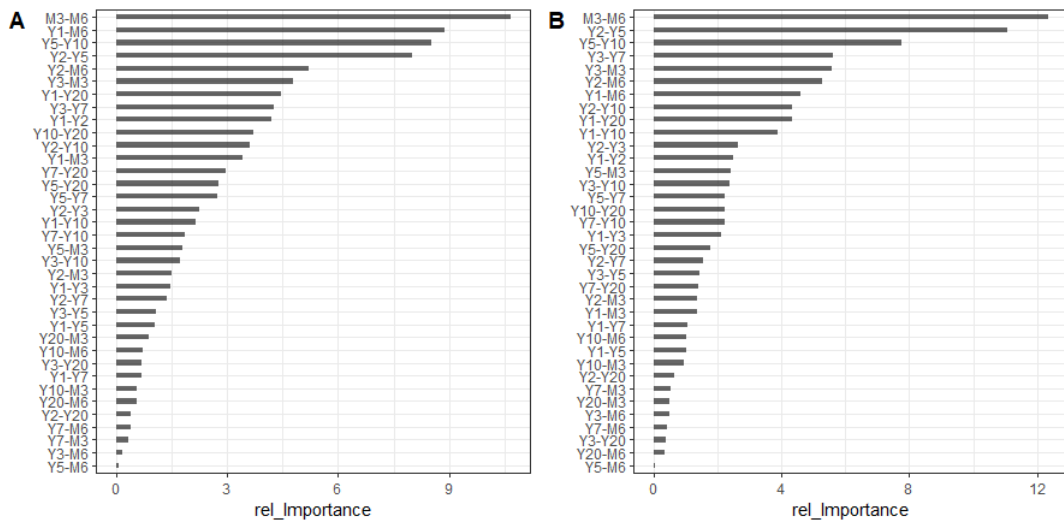 A
M3-M6
Y1-M6
Y5-Y10
Y2-Y5
Y2-M6
Y3-M3
Y1-Y20
Y3-Y7
Y1-Y2
Y10-Y20
Y2-Y10
Y1-M3
Y7-Y20
Y5-Y20
Y5-Y7
Y2-Y3
Y1-Y10
Y7-Y10
Y5-M3
Y3-Y10
Y2-M3
Y1-Y3
Y2-Y7
Y3-Y5
Y1-Y5
Y20-M3
Y10-M6
Y3-Y20
Y1-Y7
Y10-M3
Y20-M6
Y2-Y20
Y7-M6
Y7-M3
Y3-M6
Y5-M6
0 3 6 9
rel_Importance
B
M3-M6
Y2-Y5
Y5-Y10
Y3-Y7
Y3-M3
Y2-M6
Y1-M6
Y2-Y10
Y1-Y20
Y1-Y10
Y2-Y3
Y1-Y2
Y5-M3
Y3-Y10
Y5-Y7
Y10-Y20
Y7-Y10
Y1-Y3
Y5-Y20
Y2-Y7
Y3-Y5
Y7-Y20
Y2-M3
Y1-M3
Y1-Y7
Y10-M6
Y1-Y5
Y10-M3
Y2-Y20
Y7-M3
Y20-M3
Y3-M6
Y7-M6
Y3-Y20
Y20-M6
Y5-M6
0 4 8 12
rel_Importance